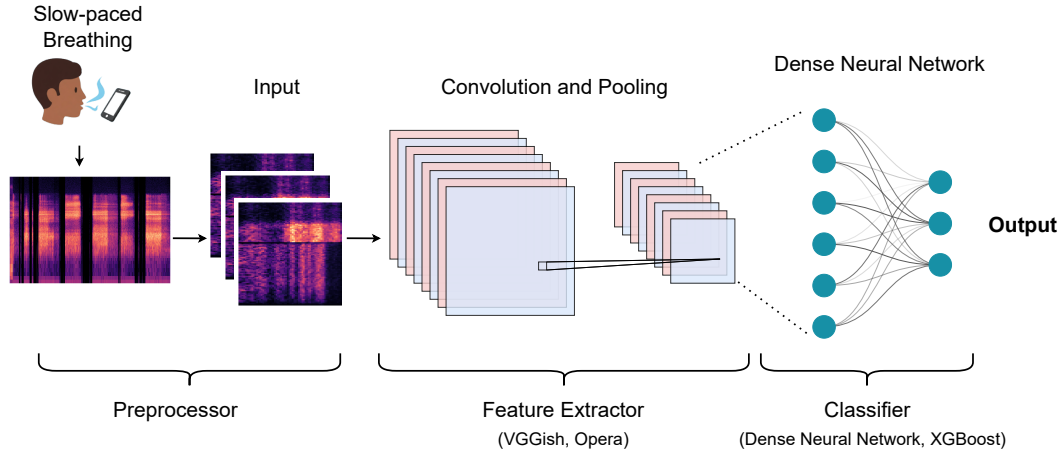 Slow-paced
Breathing
Input
Convolution and Pooling
Dense Neural Network
Output
Preprocessor
Feature Extractor
(VGGish, Opera)
Classifier
(Dense Neural Network, XGBoost)